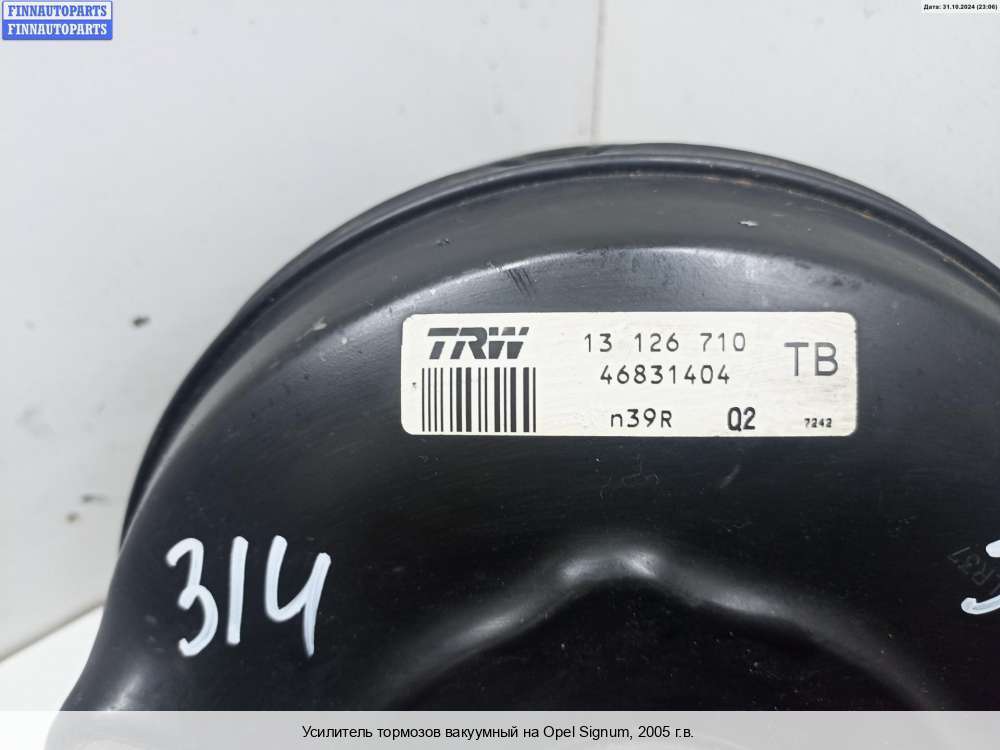 FINNAUTOPARTS
FINNAUTOPARTS
Дата: 31.10.2024 (23:06)
TRW 13 126 710 TB
46831404
n39R Q2 7242
R37
314
Усилитель тормозов вакуумный на Opel Signum, 2005 г.в.